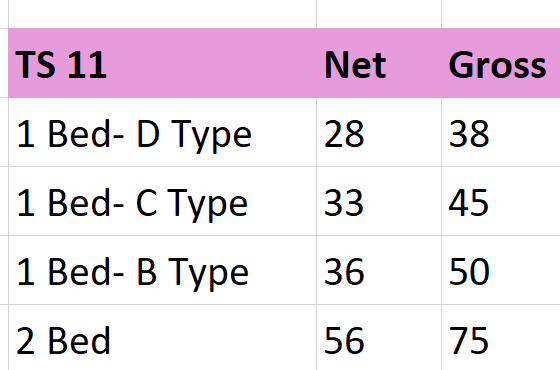 TS 11 Net Gross
1 Bed- D Type 28 38
1 Bed- C Type 33 45
1 Bed- B Type 36 50
2 Bed 56 75